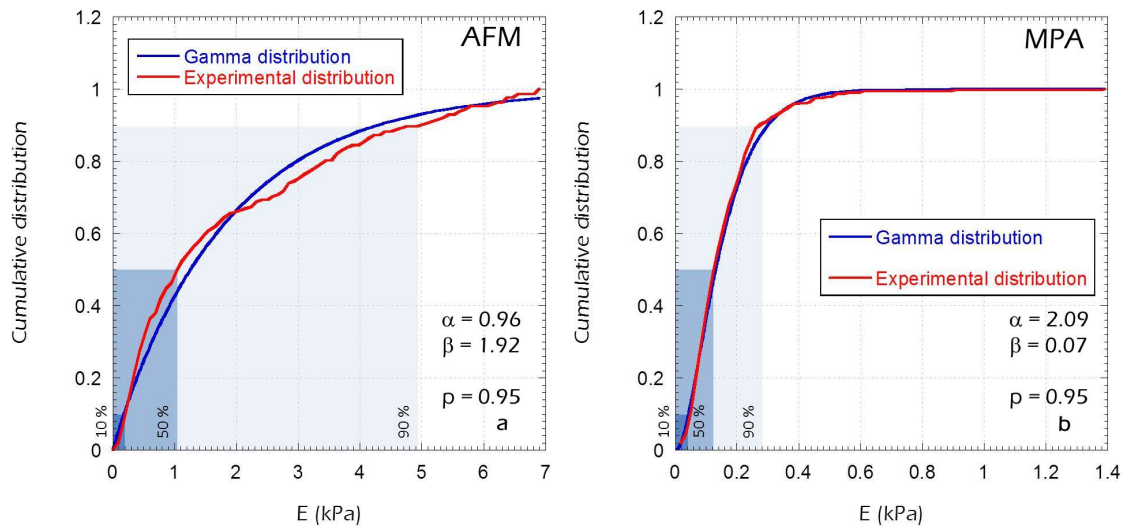 AFM
Gamma distribution
Experimental distribution
Cumulative distribution
1.2
1
0.8
0.6
0.4
0.2
0
α = 0.96
β = 1.92
p = 0.95
a
10 %
50 %
90 %
0 1 2 3 4 5 6 7
E (kPa)
MPA
Gamma distribution
Experimental distribution
Cumulative distribution
1.2
1
0.8
0.6
0.4
0.2
0
α = 2.09
β = 0.07
p = 0.95
b
10 %
50 %
90 %
0 0.2 0.4 0.6 0.8 1 1.2 1.4
E (kPa)